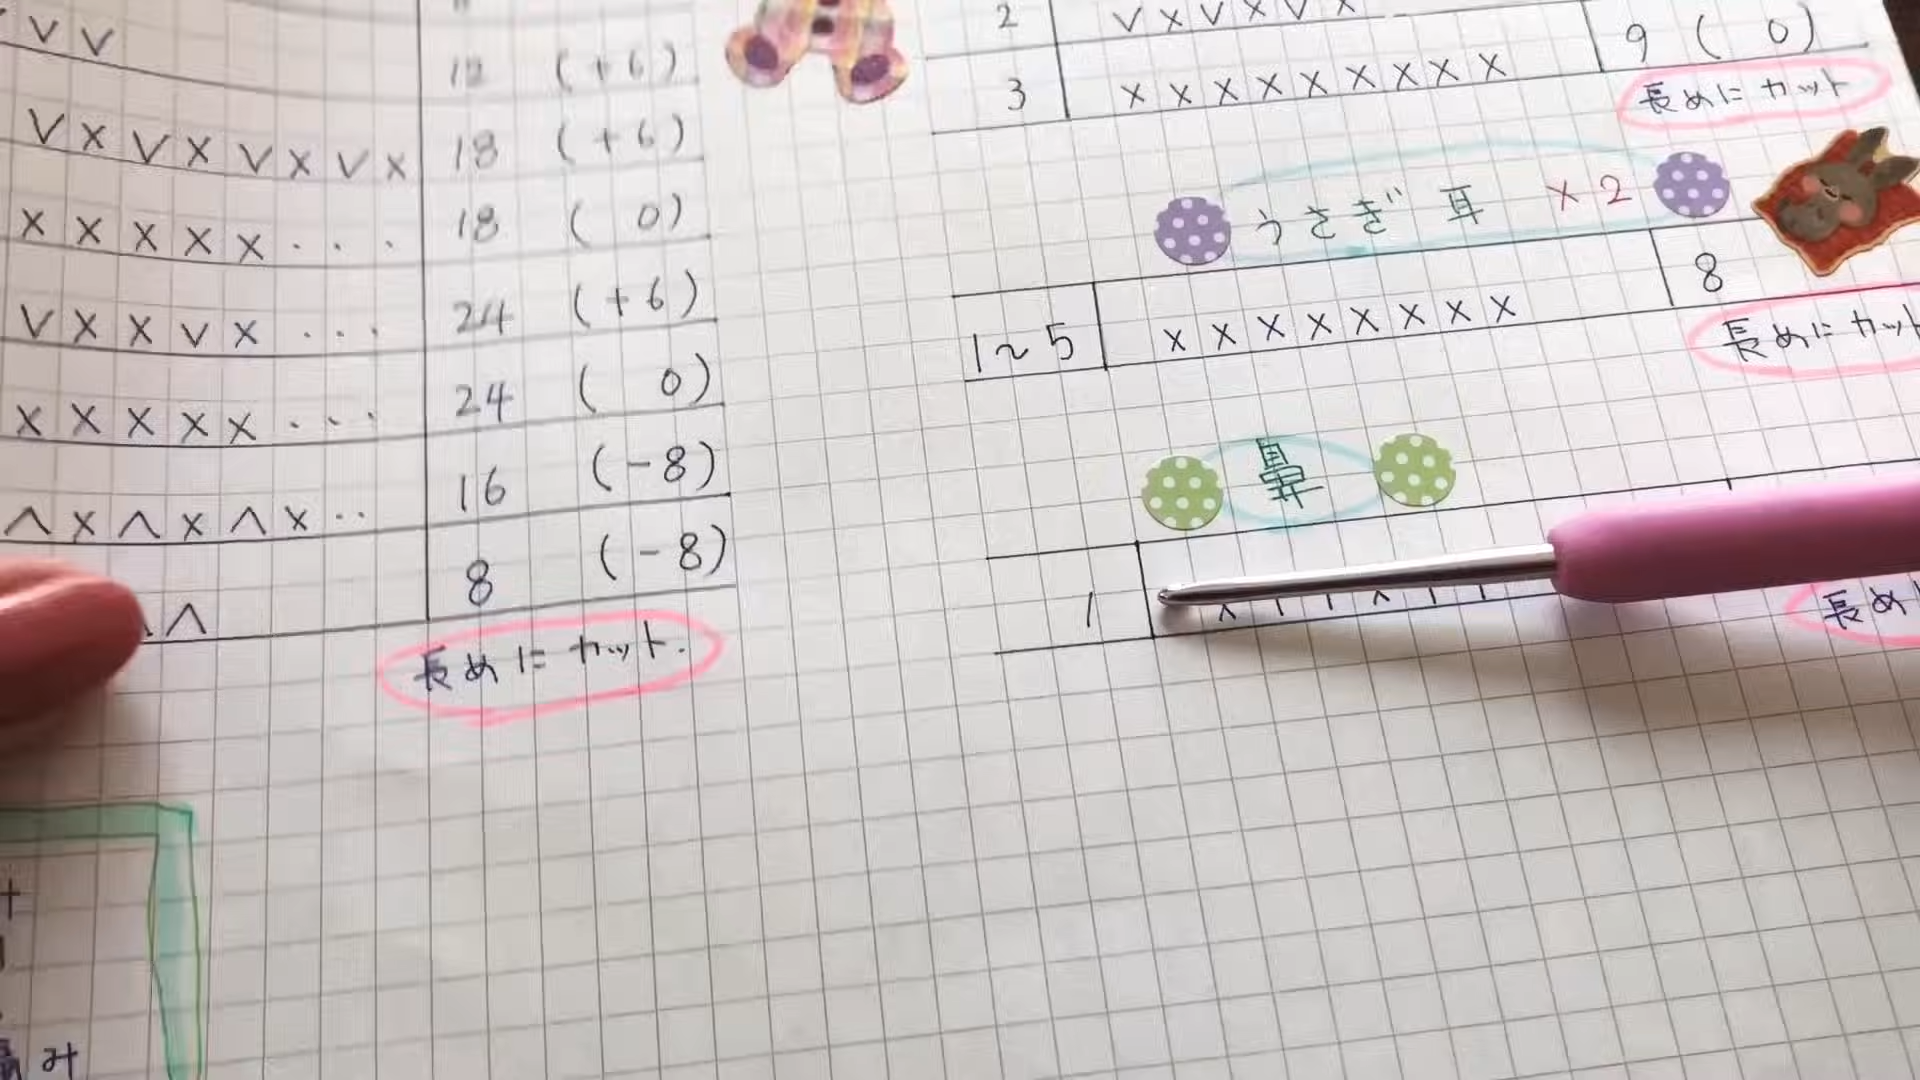 V V
12 (+6)
V X V X V X V X 18 (+6)
X X X X X ・・・ 18 ( 0)
V X X V X ・・・ 24 (+6)
X X X X X ・・・ 24 ( 0)
Λ X Λ X Λ X ・・ 16 (-8)
Λ 8 (-8)
長めにカット.
2 V X V X V X
3 X X X X X X X X X 9 ( 0)
長めにカット
うさぎ 耳 ×2
1〜5 X X X X X X X X 8
長めにカッ
鼻
1
長め
み